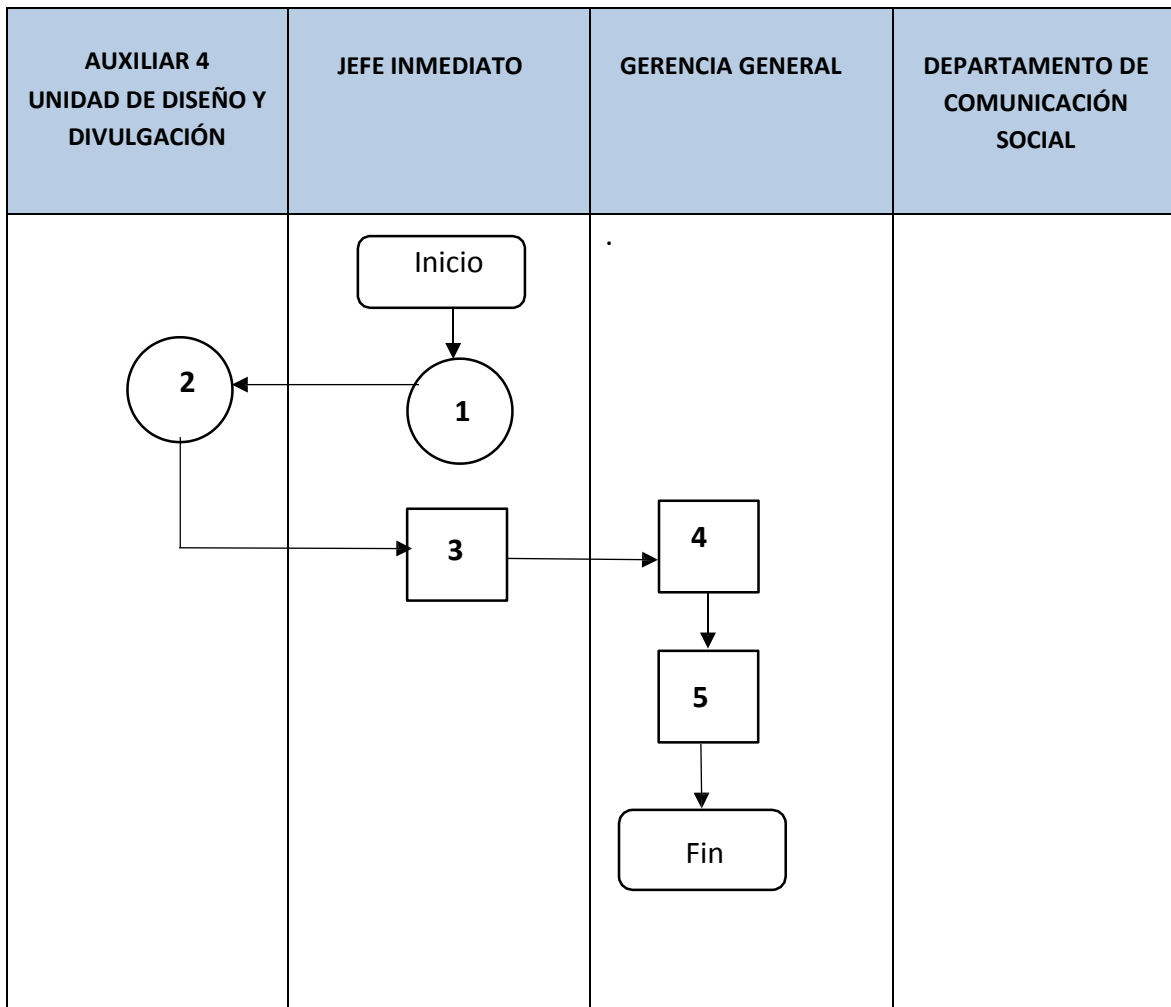 AUXILIAR 4
UNIDAD DE DISEÑO Y
DIVULGACIÓN
JEFE INMEDIATO
GERENCIA GENERAL
DEPARTAMENTO DE
COMUNICACIÓN
SOCIAL
.
Inicio
2
1
3
4
5
Fin